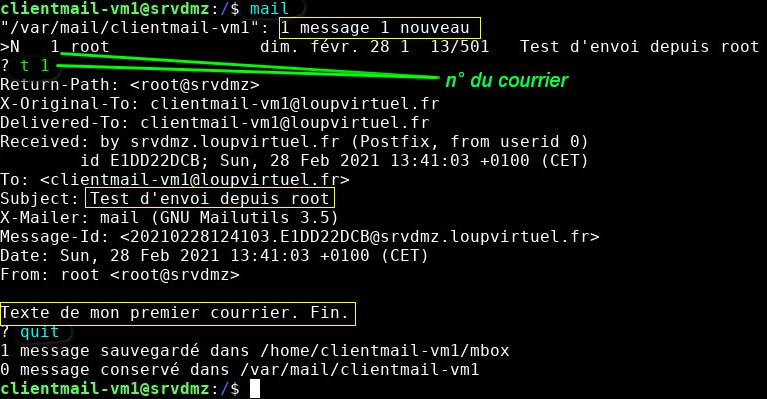 clientmail-vm1@srvdmz:/$ mail
"/var/mail/clientmail-vm1": 1 message 1 nouveau
>N   1 root               dim. févr. 28 1  13/501   Test d'envoi depuis root
? t 1
n° du courrier
Return-Path: <root@srvdmz>
X-Original-To: clientmail-vm1@loupvirtuel.fr
Delivered-To: clientmail-vm1@loupvirtuel.fr
Received: by srvdmz.loupvirtuel.fr (Postfix, from userid 0)
        id E1DD22DCB; Sun, 28 Feb 2021 13:41:03 +0100 (CET)
To: <clientmail-vm1@loupvirtuel.fr>
Subject: Test d'envoi depuis root
X-Mailer: mail (GNU Mailutils 3.5)
Message-Id: <20210228124103.E1DD22DCB@srvdmz.loupvirtuel.fr>
Date: Sun, 28 Feb 2021 13:41:03 +0100 (CET)
From: root <root@srvdmz>

Texte de mon premier courrier. Fin.
? quit
1 message sauvegardé dans /home/clientmail-vm1/mbox
0 message conservé dans /var/mail/clientmail-vm1
clientmail-vm1@srvdmz:/$